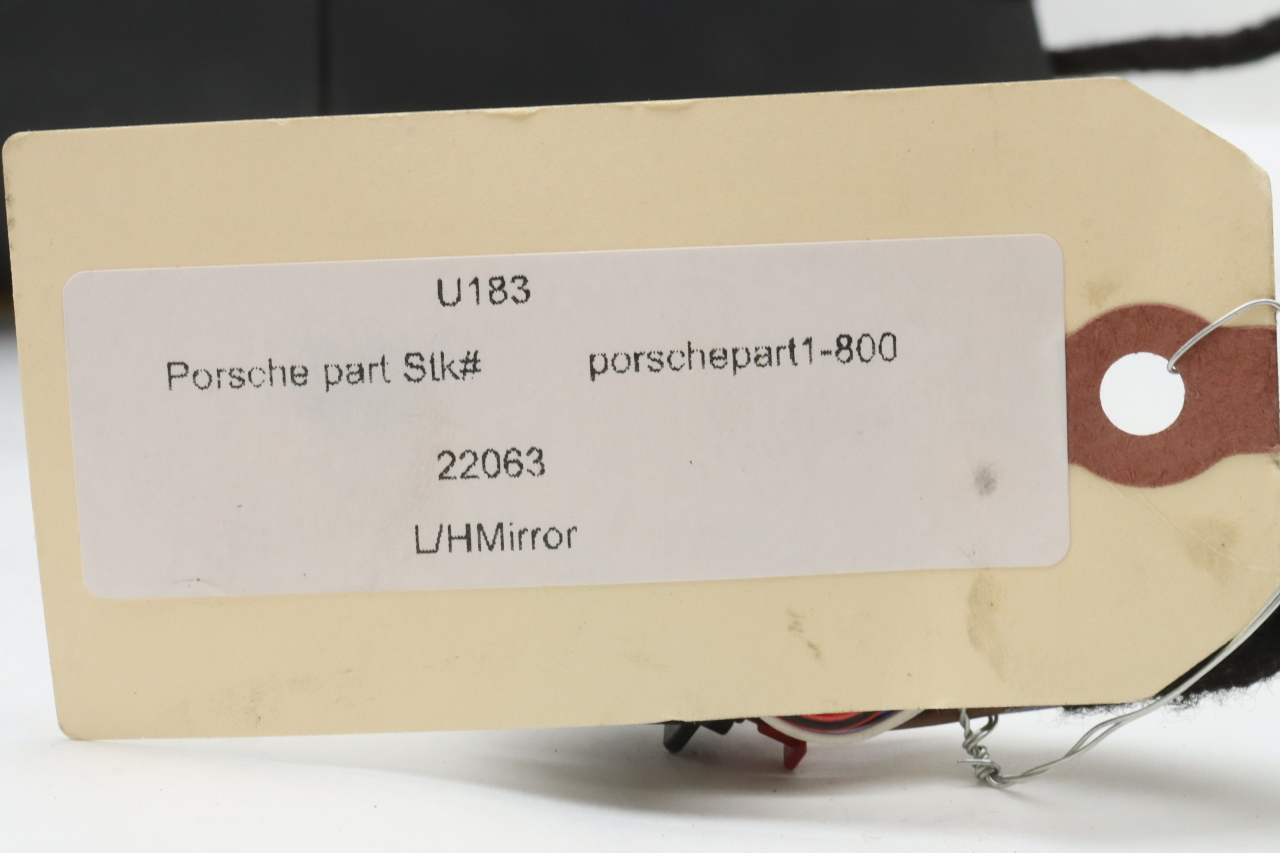 U183
Porsche part Stk# porschepart1-800
22063
L/HMirror